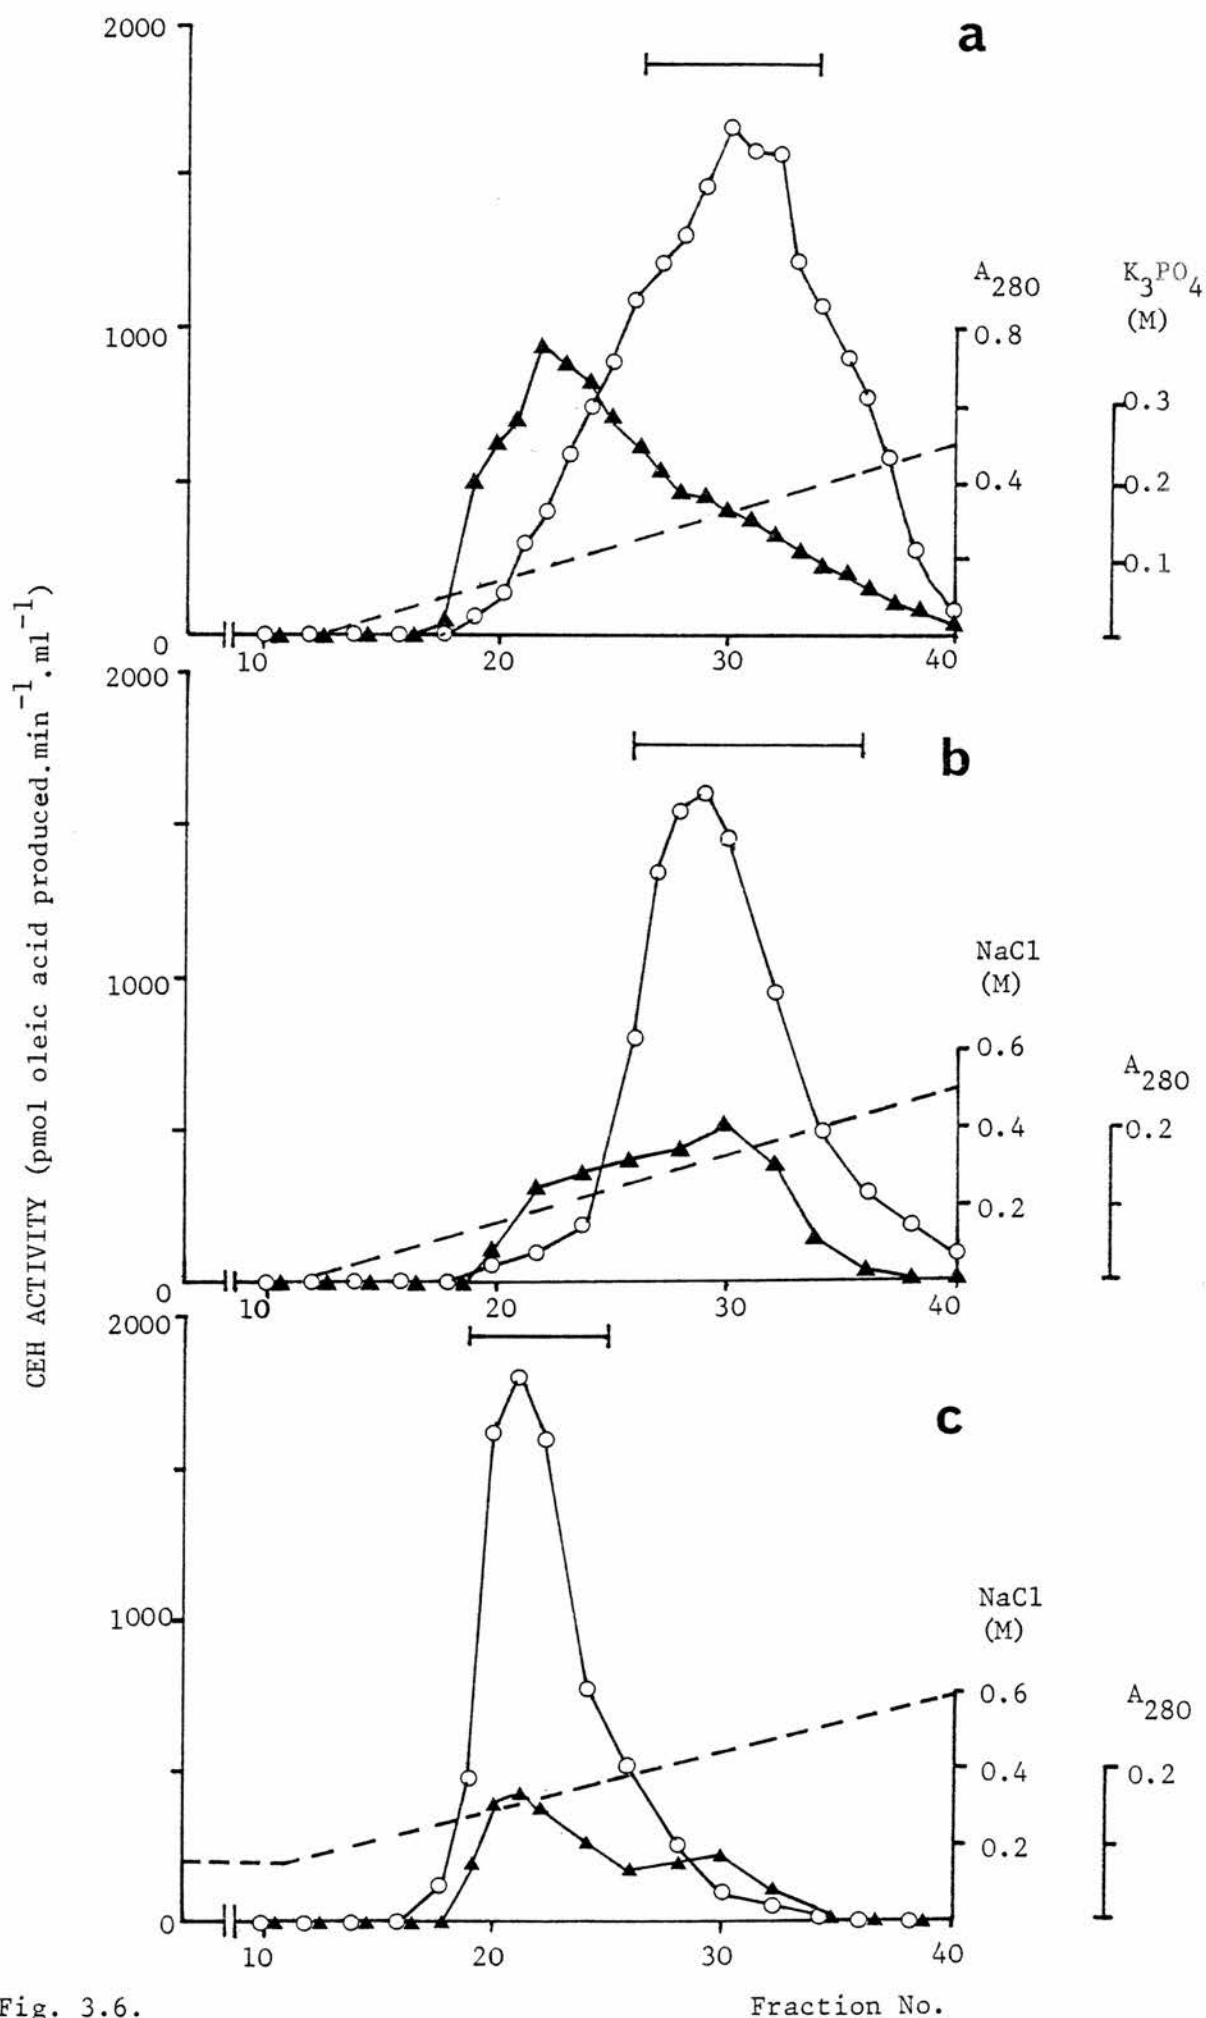 2000
a
A280
K3PO4
(M)
1000
0.8
0.3
0.4
0.2
0.1
0
10
20
30
40
CEH ACTIVITY (pmol oleic acid produced.min⁻¹.ml⁻¹)
2000
b
NaCl
(M)
1000
0.6
A280
0.4
0.2
0.2
0
10
20
30
40
2000
c
NaCl
(M)
1000
0.6
A280
0.4
0.2
0.2
0
10
20
30
40
Fig. 3.6.
Fraction No.